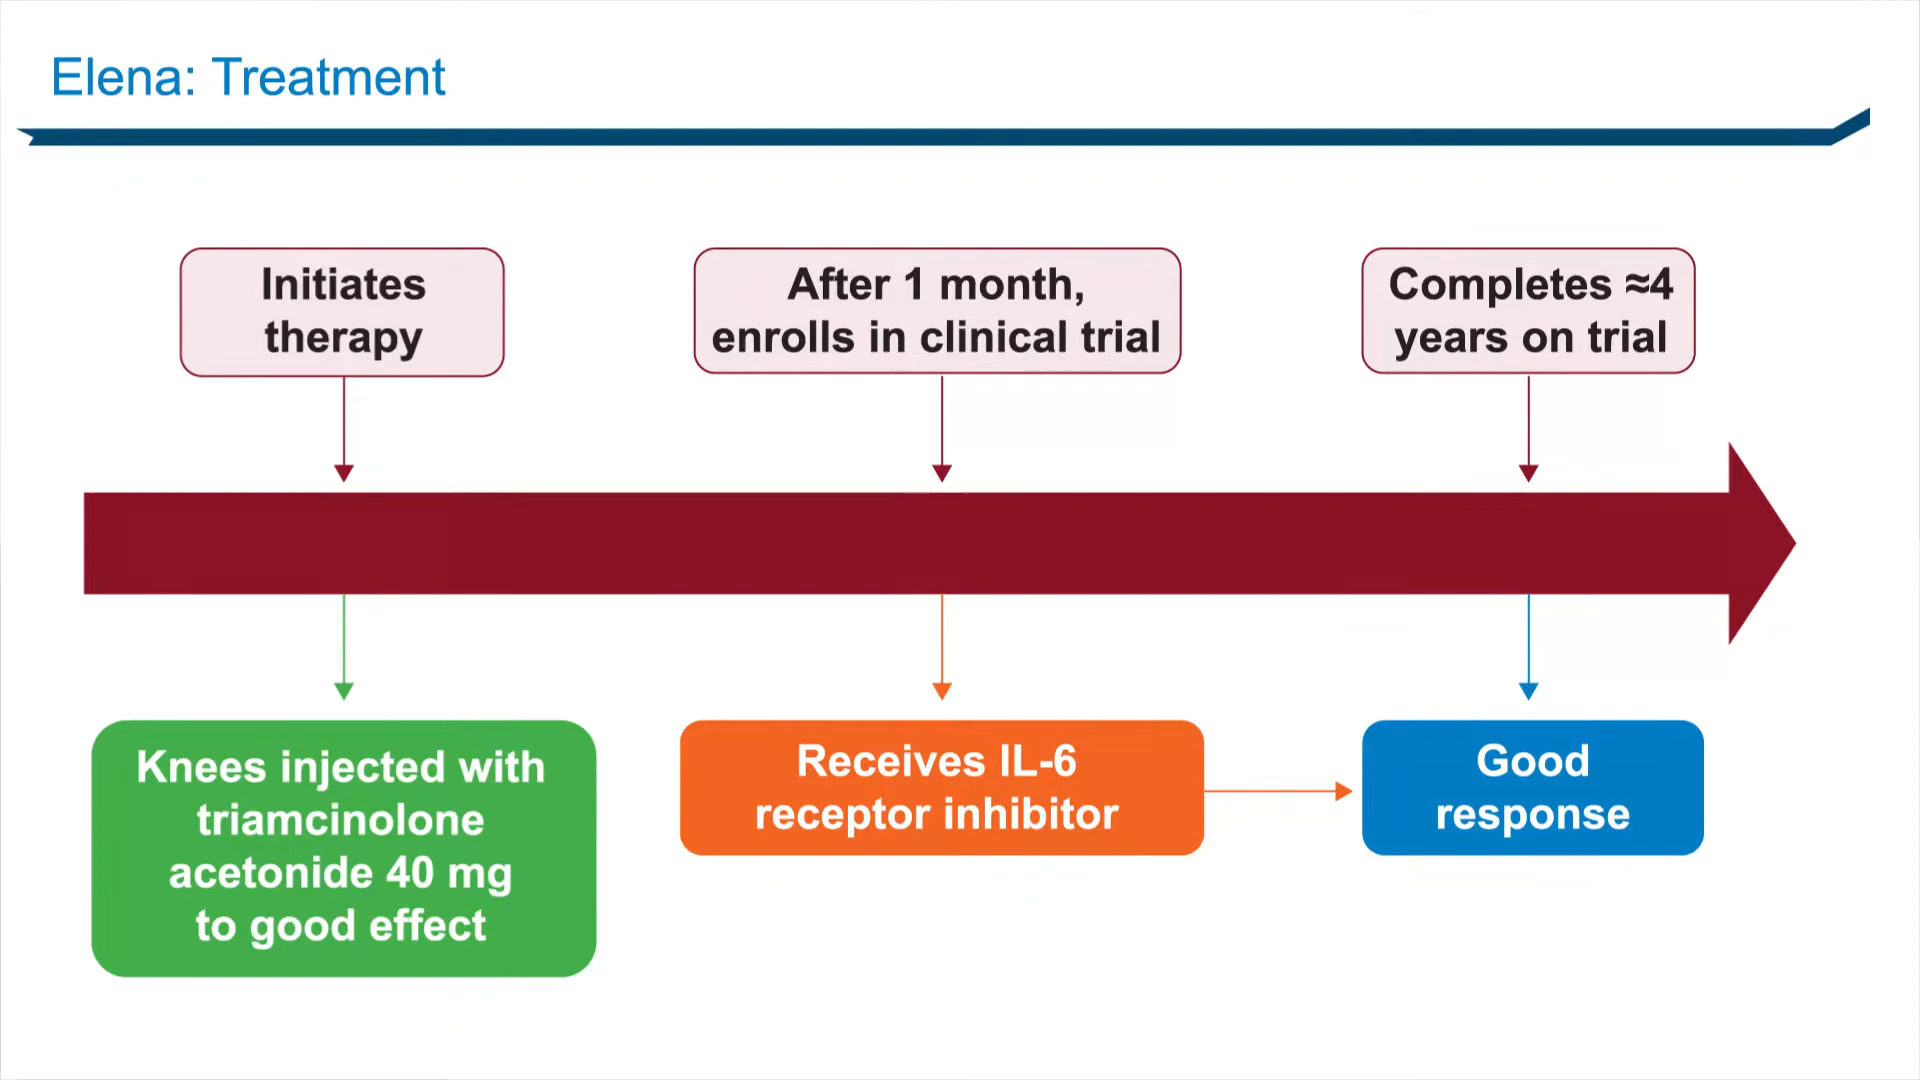 Elena: Treatment
Initiates
therapy
After 1 month,
enrolls in clinical trial
Completes ≈4
years on trial
Knees injected with
triamcinolone
acetonide 40 mg
to good effect
Receives IL-6
receptor inhibitor
Good
response